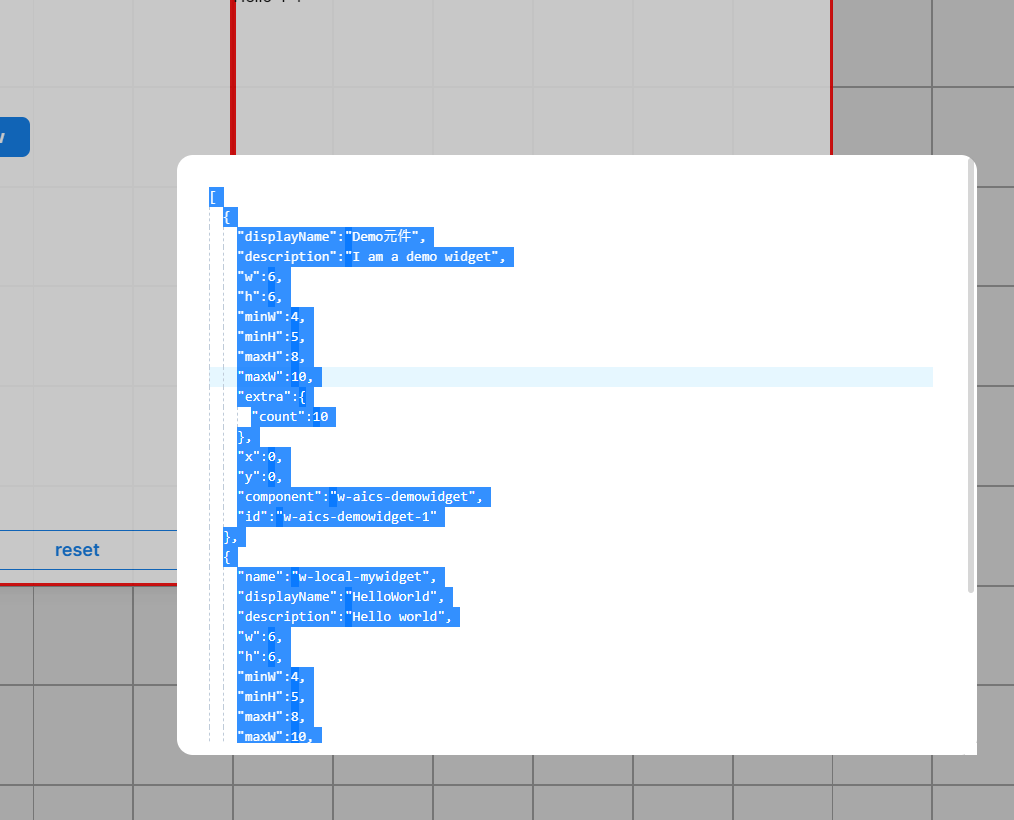 [
{
"displayName":"Demo元件",
"description":"I am a demo widget",
"w":6,
"h":6,
"minW":4,
"minH":5,
"maxH":8,
"maxW":10,
"extra":{
"count":10
},
"x":0,
"y":0,
"component":"w-aics-demowidget",
"id":"w-aics-demowidget-1"
},
{
"name":"w-local-mywidget",
"displayName":"HelloWorld",
"description":"Hello world",
"w":6,
"h":6,
"minW":4,
"minH":5,
"maxH":8,
"maxW":10,
reset